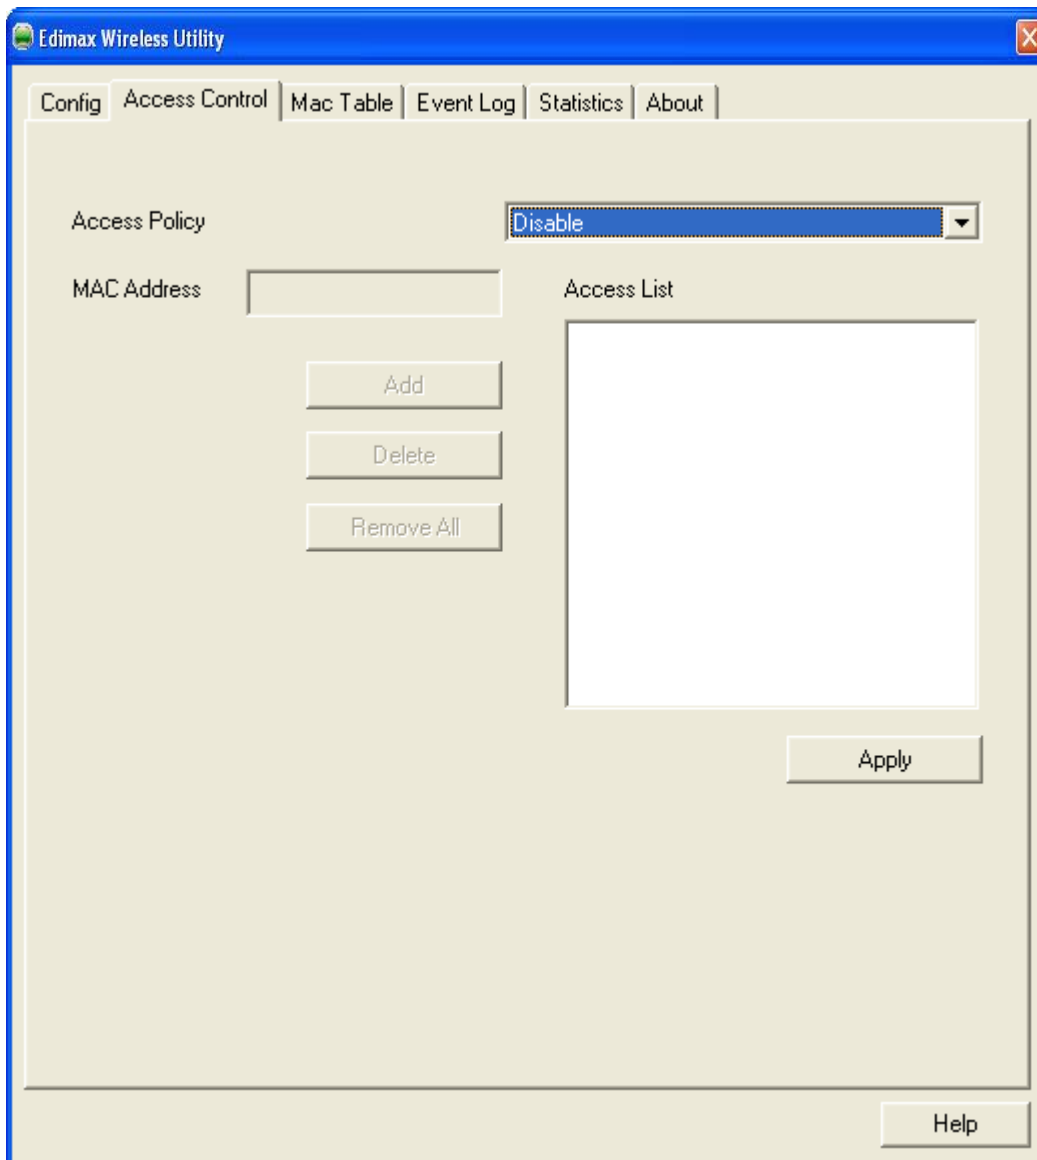 Edimax Wireless Utility
Config Access Control Mac Table Event Log Statistics About
Access Policy Disable
MAC Address Access List
Add
Delete
Remove All
Apply
Help